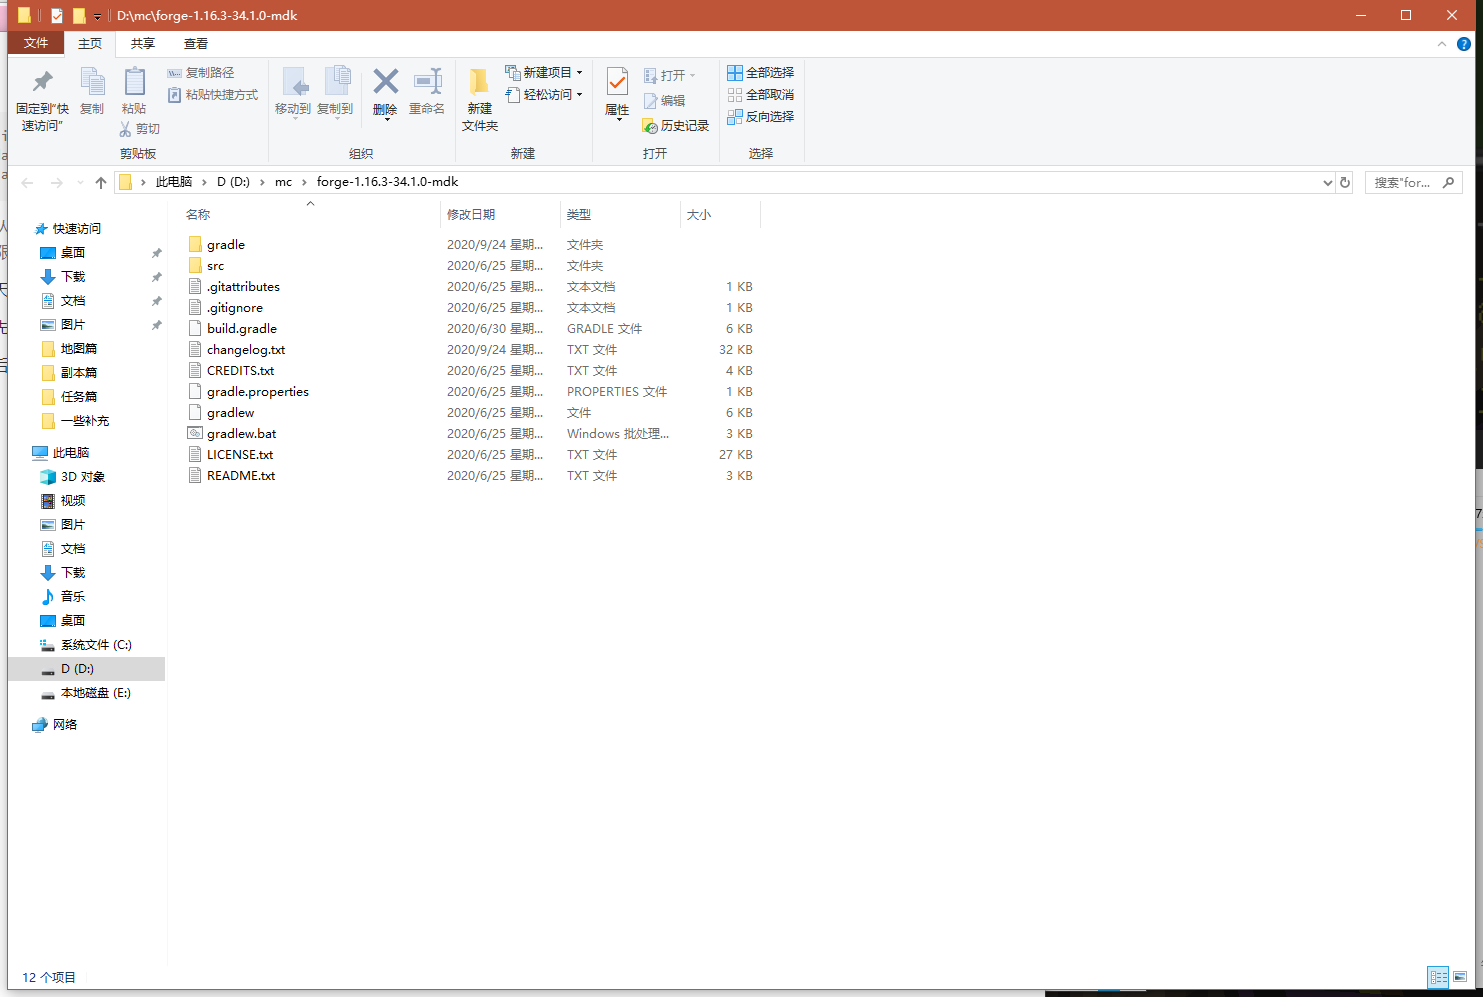 D:\mc\forge-1.16.3-34.1.0-mdk
文件 主页 共享 查看
固定到"快速访问"
复制
粘贴
复制路径
粘贴快捷方式
剪切
剪贴板
移动到
复制到
删除
重命名
组织
新建文件夹
新建项目
轻松访问
新建
属性
打开
编辑
历史记录
打开
全部选择
全部取消
反向选择
选择
此电脑 D (D:) mc forge-1.16.3-34.1.0-mdk
搜索"for...
名称 修改日期 类型 大小
gradle 2020/9/24 星期... 文件夹
src 2020/6/25 星期... 文件夹
.gitattributes 2020/6/25 星期... 文本文档 1 KB
.gitignore 2020/6/25 星期... 文本文档 1 KB
build.gradle 2020/6/30 星期... GRADLE 文件 6 KB
changelog.txt 2020/9/24 星期... TXT 文件 32 KB
CREDITS.txt 2020/6/25 星期... TXT 文件 4 KB
gradle.properties 2020/6/25 星期... PROPERTIES 文件 1 KB
gradlew 2020/6/25 星期... 文件 6 KB
gradlew.bat 2020/6/25 星期... Windows 批处理... 3 KB
LICENSE.txt 2020/6/25 星期... TXT 文件 27 KB
README.txt 2020/6/25 星期... TXT 文件 3 KB
快速访问
桌面
下载
文档
图片
地图篇
副本篇
任务篇
一些补充
此电脑
3D 对象
视频
图片
文档
下载
音乐
桌面
系统文件 (C:)
D (D:)
本地磁盘 (E:)
网络
12 个项目